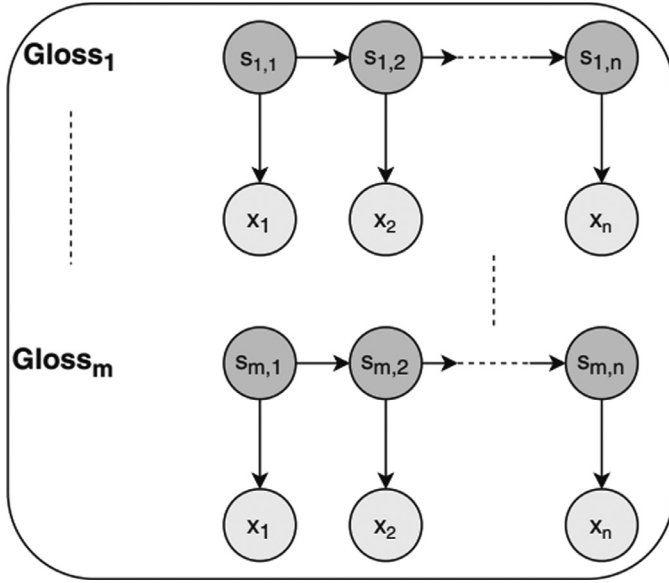 Gloss₁ s₁,₁ s₁,₂ s₁,ₙ
x₁ x₂ xₙ
Glossₘ sₘ,₁ sₘ,₂ sₘ,ₙ
x₁ x₂ xₙ